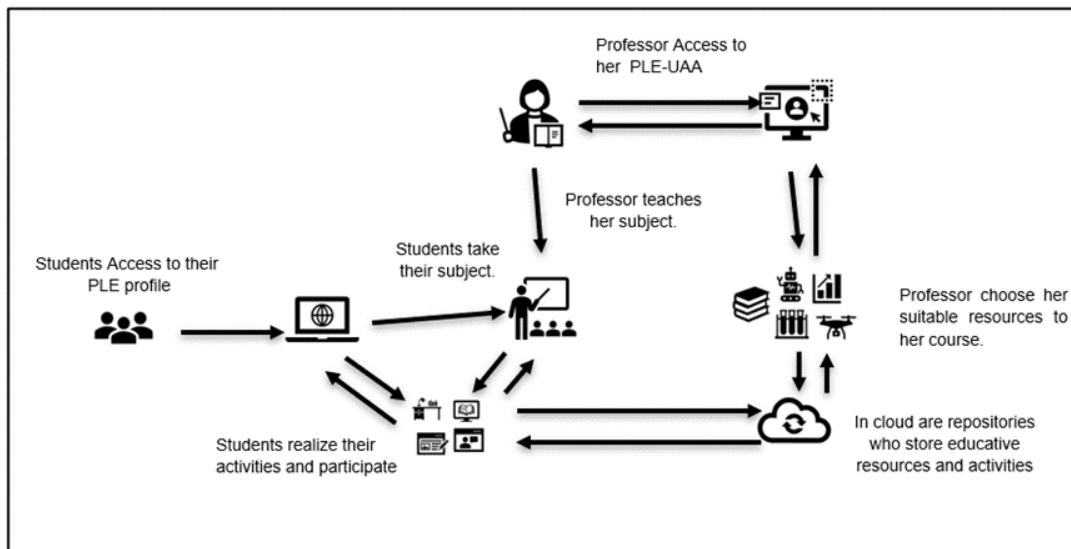 Professor Access to
her PLE-UAA
Professor teaches
her subject.
Students take
their subject.
Students Access to their
PLE profile
Professor choose her
suitable resources to
her course.
Students realize their
activities and participate
In cloud are repositories
who store educative
resources and activities